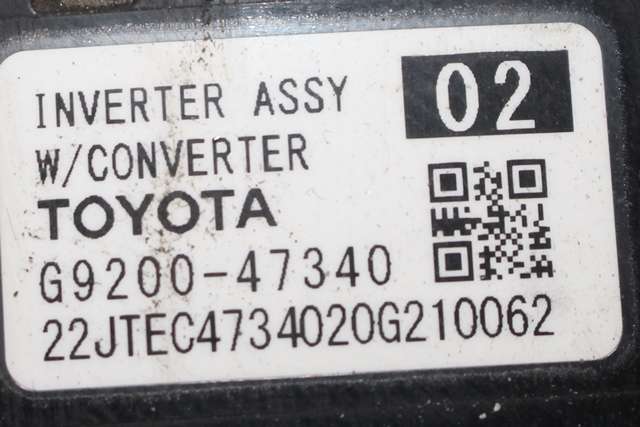 INVERTER ASSY
02
W/CONVERTER
TOYOTA
G9200-47340
22JTEC4734020G210062